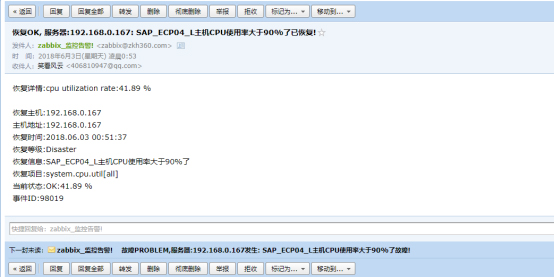 « 返回 回复 回复全部 转发 删除 彻底删除 举报 拒收 标记为... 移动到...
恢复OK, 服务器:192.168.0.167: SAP_ECP04_L主机CPU使用率大于90%了已恢复! ☆
发件人: zabbix_监控告警! <zabbix@zkh360.com>
时 间: 2018年6月3日(星期天) 凌晨0:53
收件人: 笑看风云 <406810947@qq.com>
恢复详情:cpu utilization rate:41.89 %
恢复主机:192.168.0.167
主机地址:192.168.0.167
恢复时间:2018.06.03 00:51:37
恢复等级:Disaster
恢复信息:SAP_ECP04_L主机CPU使用率大于90%了
恢复项目:system.cpu.util[all]
当前状态:OK:41.89 %
事件ID:98019
快捷回复给: zabbix_监控告警!
下一封未读: zabbix_监控告警! 故障PROBLEM,服务器:192.168.0.167发生: SAP_ECP04_L主机CPU使用率大于90%了故障!
« 返回 回复 回复全部 转发 删除 彻底删除 举报 拒收 标记为... 移动到...